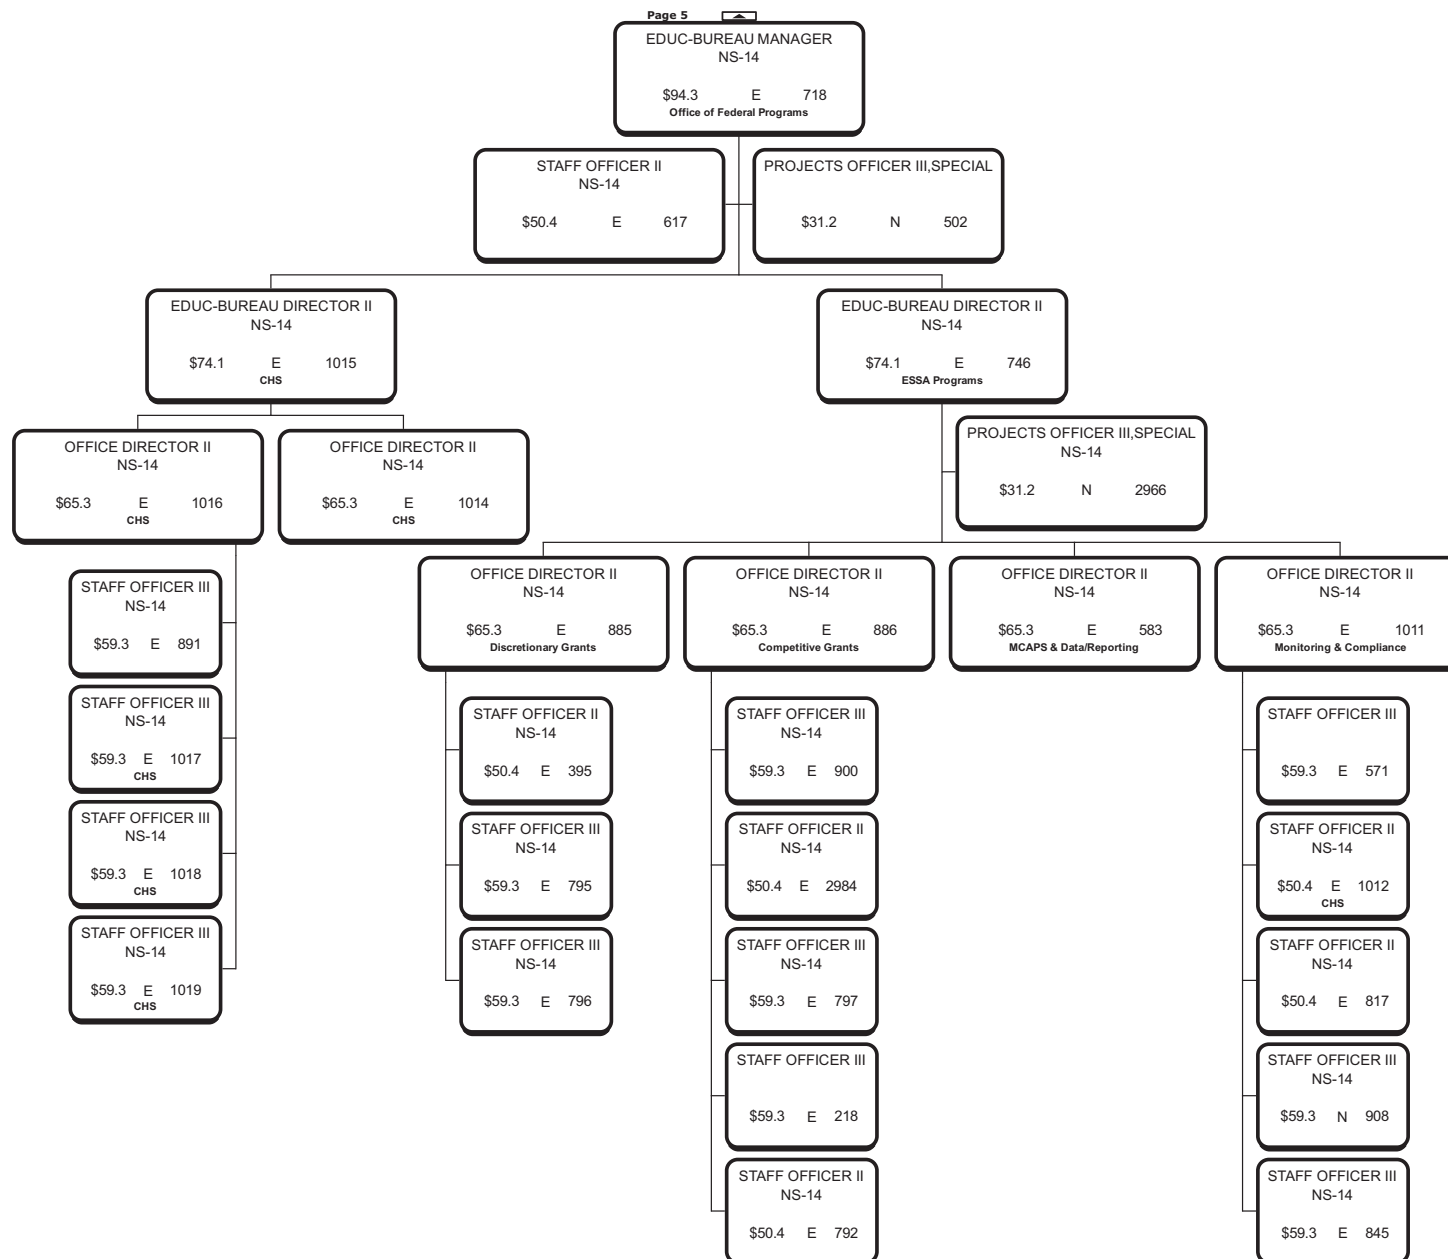 Page 5
EDUC-BUREAU MANAGER
NS-14
$94.3 E 718
Office of Federal Programs
STAFF OFFICER II
NS-14
$50.4 E 617
PROJECTS OFFICER III,SPECIAL
$31.2 N 502
EDUC-BUREAU DIRECTOR II
NS-14
$74.1 E 1015
CHS
EDUC-BUREAU DIRECTOR II
NS-14
$74.1 E 746
ESSA Programs
OFFICE DIRECTOR II
NS-14
$65.3 E 1016
CHS
OFFICE DIRECTOR II
NS-14
$65.3 E 1014
CHS
PROJECTS OFFICER III,SPECIAL
NS-14
$31.2 N 2966
STAFF OFFICER III
NS-14
$59.3 E 891
STAFF OFFICER III
NS-14
$59.3 E 1017
CHS
STAFF OFFICER III
NS-14
$59.3 E 1018
CHS
STAFF OFFICER III
NS-14
$59.3 E 1019
CHS
OFFICE DIRECTOR II
NS-14
$65.3 E 885
Discretionary Grants
OFFICE DIRECTOR II
NS-14
$65.3 E 886
Competitive Grants
OFFICE DIRECTOR II
NS-14
$65.3 E 583
MCAPS & Data/Reporting
OFFICE DIRECTOR II
NS-14
$65.3 E 1011
Monitoring & Compliance
STAFF OFFICER II
NS-14
$50.4 E 395
STAFF OFFICER III
NS-14
$59.3 E 795
STAFF OFFICER III
NS-14
$59.3 E 796
STAFF OFFICER III
NS-14
$59.3 E 900
STAFF OFFICER II
NS-14
$50.4 E 2984
STAFF OFFICER III
NS-14
$59.3 E 797
STAFF OFFICER III
$59.3 E 218
STAFF OFFICER II
NS-14
$50.4 E 792
STAFF OFFICER III
$59.3 E 571
STAFF OFFICER II
NS-14
$50.4 E 1012
CHS
STAFF OFFICER II
NS-14
$50.4 E 817
STAFF OFFICER III
NS-14
$59.3 N 908
STAFF OFFICER III
NS-14
$59.3 E 845